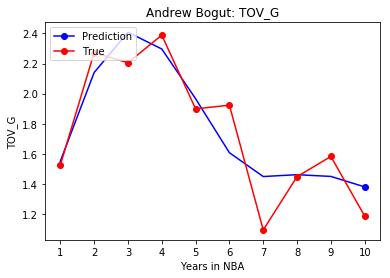 Andrew Bogut: TOV_G
Prediction
True
2.4
2.2
2.0
1.8
1.6
1.4
1.2
TOV_G
1 2 3 4 5 6 7 8 9 10
Years in NBA